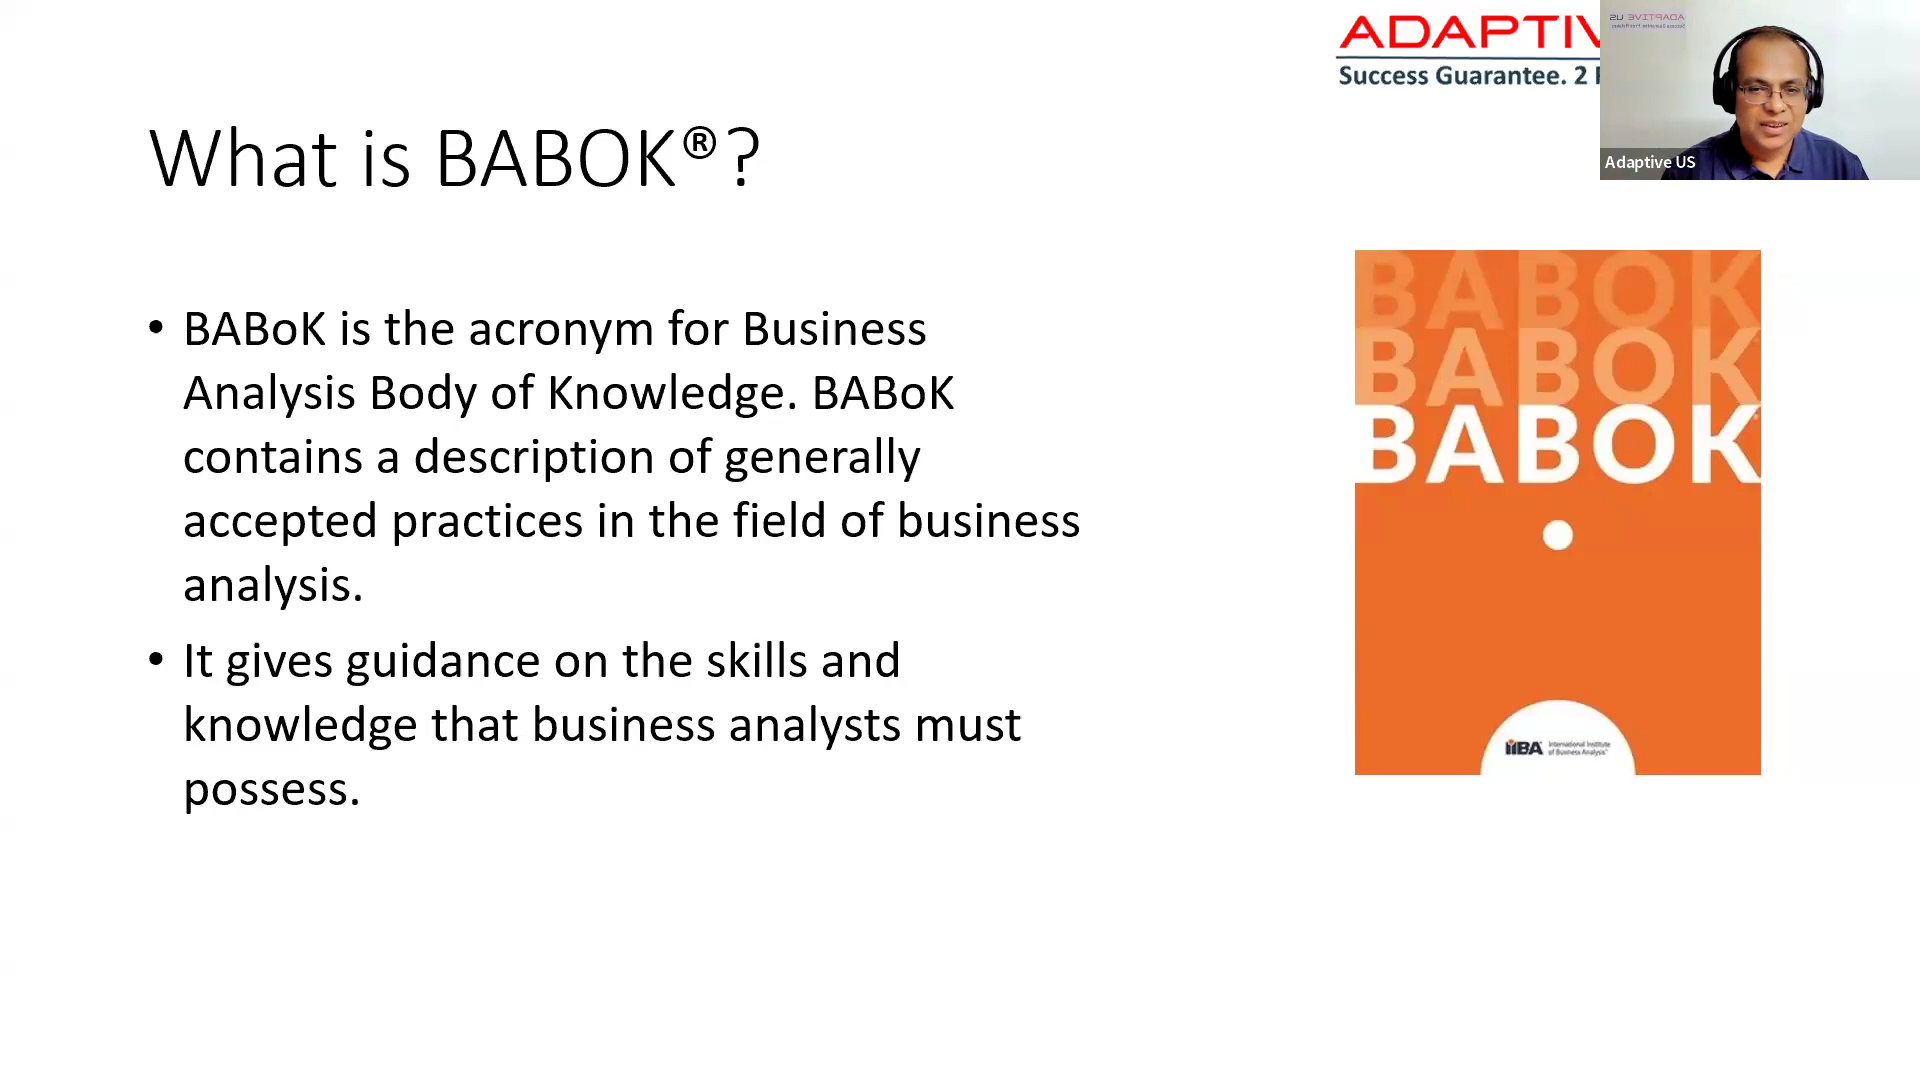 ADAPTIV
Success Guarantee. 2
ADAPTIVE US
Adaptive US
What is BABOK®?
• BABoK is the acronym for Business
Analysis Body of Knowledge. BABoK
contains a description of generally
accepted practices in the field of business
analysis.
• It gives guidance on the skills and
knowledge that business analysts must
possess.
BABOK
BABOK
BABOK
IIBA International Institute
of Business Analysis